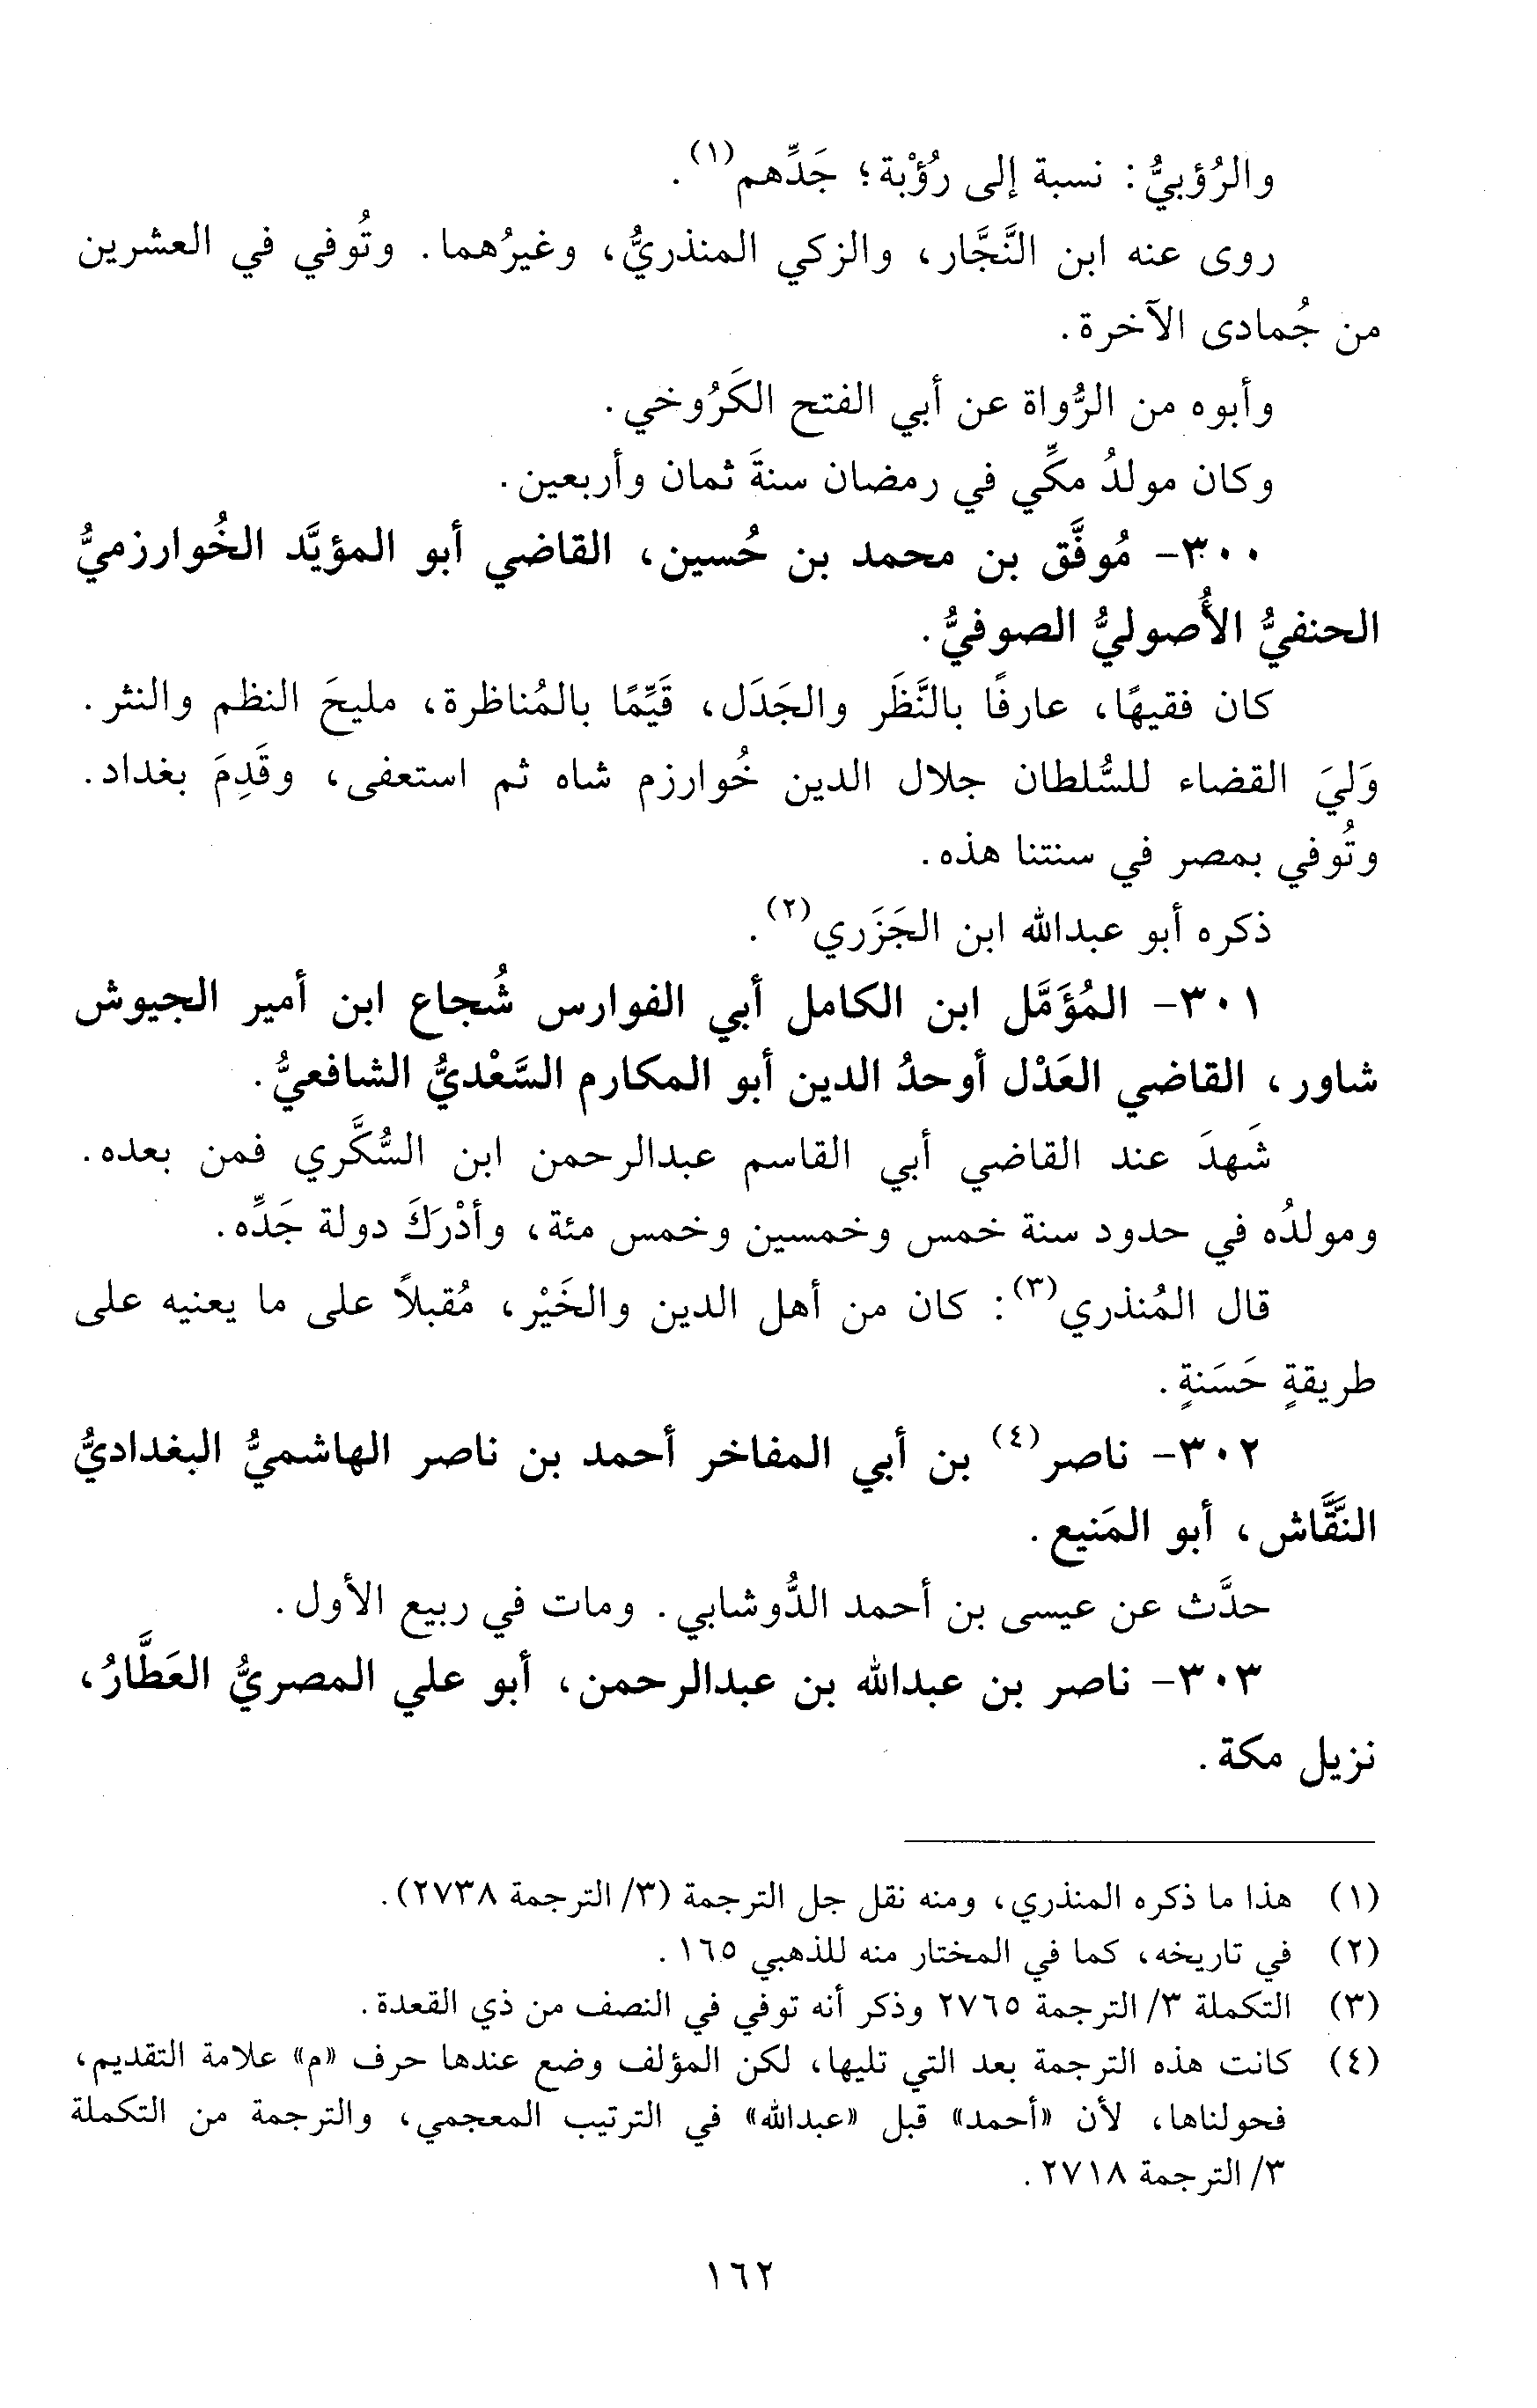 والرُؤبيُّ: نسبة إلى رُؤْبة؛ جَدِّهم(١).
روى عنه ابن النَّجَّار، والزكي المنذريُّ، وغيرُهما. وتُوفي في العشرين
من جُمادى الآخرة.
وأبوه من الرُّواة عن أبي الفتح الكَرُوخي.
وكان مولدُ مكِّي في رمضان سنةَ ثمان وأربعين.
٣٠٠- مُوفَّق بن محمد بن حُسين، القاضي أبو المؤيَّد الخُوارزميُّ
الحنفيُّ الأُصوليُّ الصوفيُّ.
كان فقيهًا، عارفًا بالنَّظَر والجَدَل، قَيِّمًا بالمُناظرة، مليحَ النظم والنثر.
وَليَ القضاء للسُّلطان جلال الدين خُوارزم شاه ثم استعفى، وقَدِمَ بغداد.
وتُوفي بمصر في سنتنا هذه.
ذكره أبو عبدالله ابن الجَزَري(٢).
٣٠١- المُؤَمَّل ابن الكامل أبي الفوارس شُجاع ابن أمير الجيوش
شاور، القاضي العَدْل أوحدُ الدين أبو المكارم السَّعْديُّ الشافعيُّ.
شَهدَ عند القاضي أبي القاسم عبدالرحمن ابن السُّكَّري فمن بعده.
ومولدُه في حدود سنة خمس وخمسين وخمس مئة، وأدْرَكَ دولة جَدِّه.
قال المُنذري(٣): كان من أهل الدين والخَيْر، مُقبلاً على ما يعنيه على
طريقةٍ حَسَنةٍ.
٣٠٢- ناصر(٤) بن أبي المفاخر أحمد بن ناصر الهاشميُّ البغداديُّ
النَّقَّاش، أبو المَنيع.
حدَّث عن عيسى بن أحمد الدُّوشابي. ومات في ربيع الأول.
٣٠٣- ناصر بن عبدالله بن عبدالرحمن، أبو علي المصريُّ العَطَّارُ،
نزيل مكة.
(١) هذا ما ذكره المنذري، ومنه نقل جل الترجمة (٣/ الترجمة ٢٧٣٨).
(٢) في تاريخه، كما في المختار منه للذهبي ١٦٥.
(٣) التكملة ٣/ الترجمة ٢٧٦٥ وذكر أنه توفي في النصف من ذي القعدة.
(٤) كانت هذه الترجمة بعد التي تليها، لكن المؤلف وضع عندها حرف «م» علامة التقديم،
فحولناها، لأن «أحمد» قبل «عبدالله» في الترتيب المعجمي، والترجمة من التكملة
٣/ الترجمة ٢٧١٨.
١٦٢